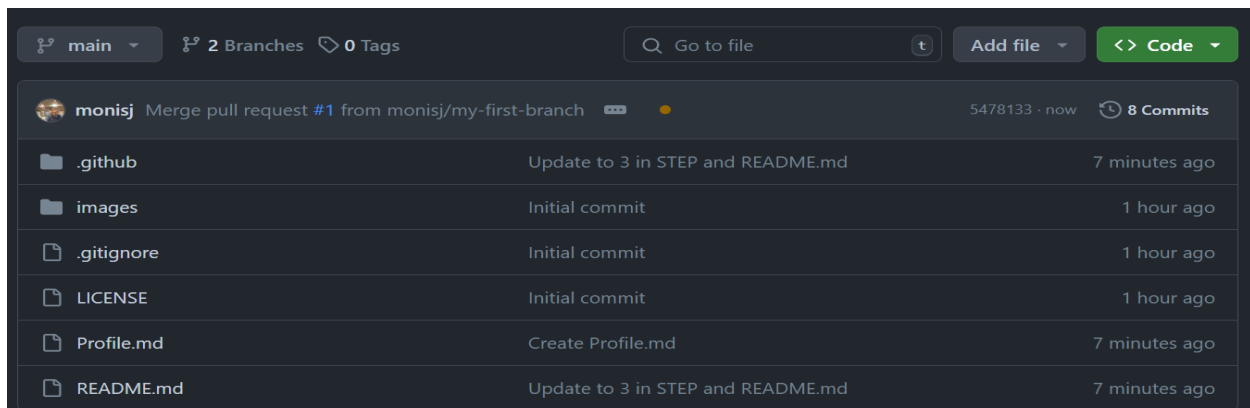 main 2 Branches 0 Tags Go to file t Add file <> Code
monisj Merge pull request #1 from monisj/my-first-branch 5478133 · now 8 Commits
.github Update to 3 in STEP and README.md 7 minutes ago
images Initial commit 1 hour ago
.gitignore Initial commit 1 hour ago
LICENSE Initial commit 1 hour ago
Profile.md Create Profile.md 7 minutes ago
README.md Update to 3 in STEP and README.md 7 minutes ago